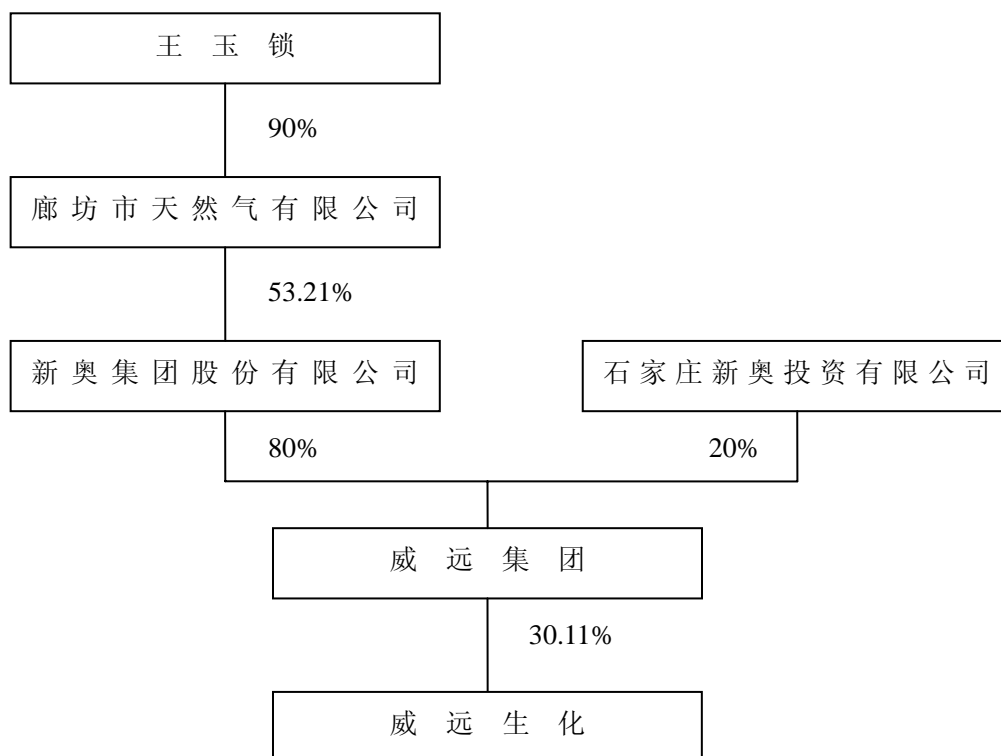 王玉锁
90%
廊坊市天然气有限公司
53.21%
新奥集团股份有限公司
石家庄新奥投资有限公司
80%
20%
威远集团
30.11%
威远生化